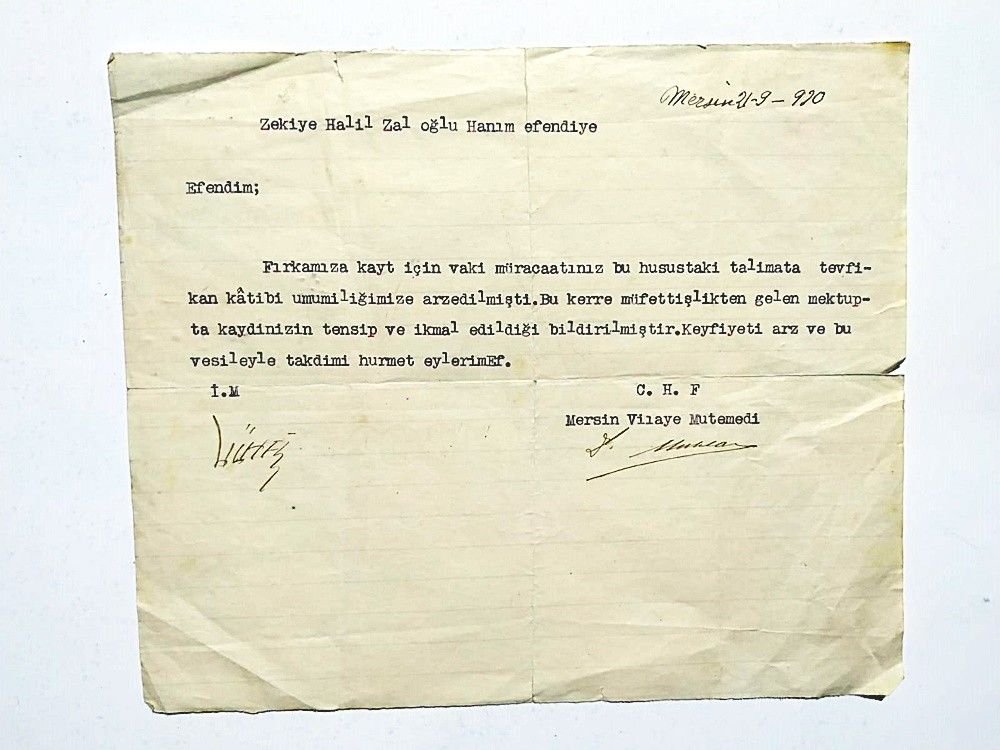 Mersin 21-9-930
Zekiye Halil Zal oğlu Hanım efendiye
Efendim;
Fırkamıza kayt için vaki müracaatınız bu husustaki talimata tevfi-
kan kâtibi umumiliğimize arzedilmişti.Bu kerre müfettişlikten gelen mektup-
ta kaydinizin tensip ve ikmal edildiği bildirilmiştir.Keyfiyeti arz ve bu
vesileyle takdimi hurmet eylerimEf.
İ.M
C. H. F
Mersin Vilaye Mutemedi